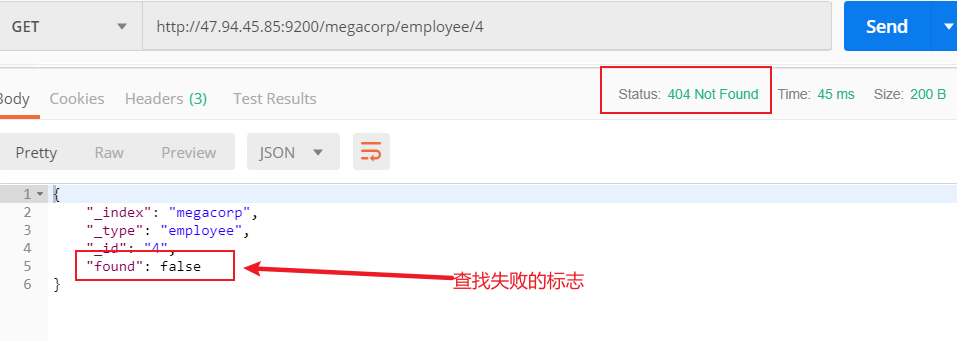 GET http://47.94.45.85:9200/megacorp/employee/4 Send
Body Cookies Headers (3) Test Results Status: 404 Not Found Time: 45 ms Size: 200 B
Pretty Raw Preview JSON
1 {
2 "_index": "megacorp",
3 "_type": "employee",
4 "_id": "4",
5 "found": false
6 }
查找失败的标志